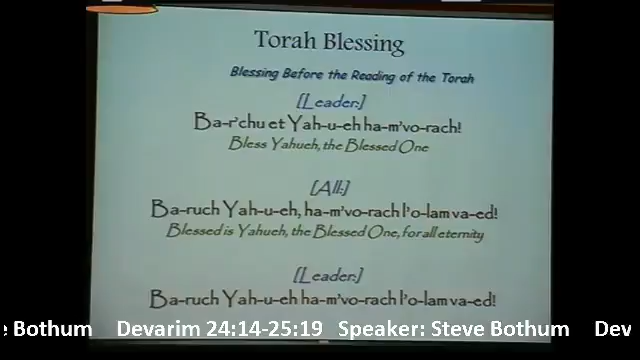 Torah Blessing
Blessing Before the Reading of the Torah
[Leader:]
Ba-r'chu et Yah-u-eh ha-m'vo-rach!
Bless Yahueh, the Blessed One
[All:]
Ba-ruch Yah-u-eh, ha-m'vo-rach l'o-lam va-ed!
Blessed is Yahueh, the Blessed One, for all eternity
[Leader:]
Ba-ruch Yah-u-eh ha-m'vo-rach l'o-lam va-ed!
e Bothum Devarim 24:14-25:19 Speaker: Steve Bothum Dev